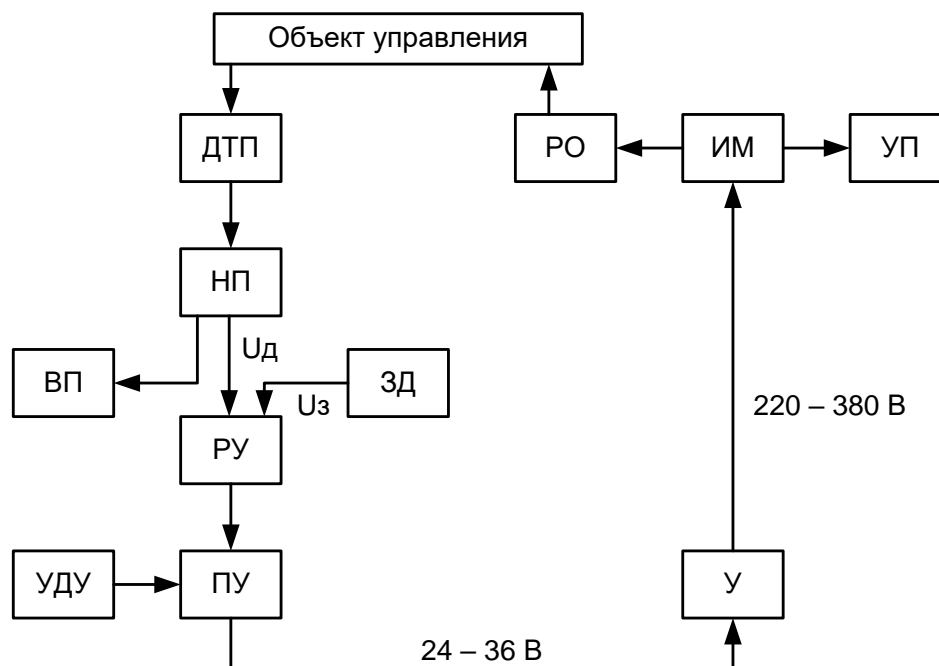 Объект управления
ДТП
РО
ИМ
УП
НП
Uд
ВП
ЗД
Uз
220 – 380 В
РУ
УДУ
ПУ
У
24 – 36 В